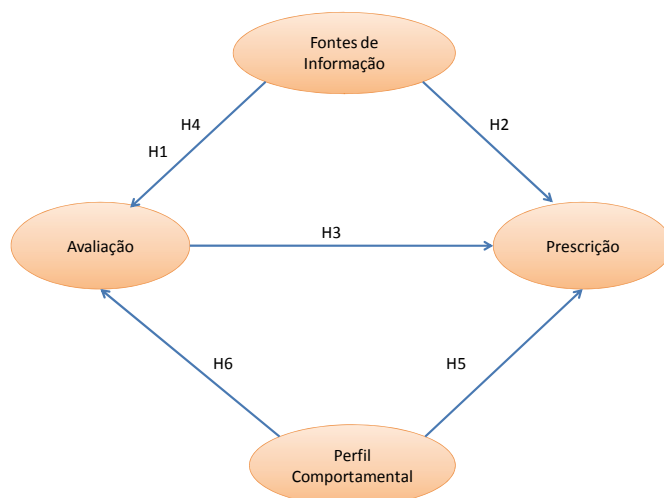 Fontes de
Informação
H4
H2
H1
H3
Avaliação
Prescrição
H6
H5
Perfil
Comportamental